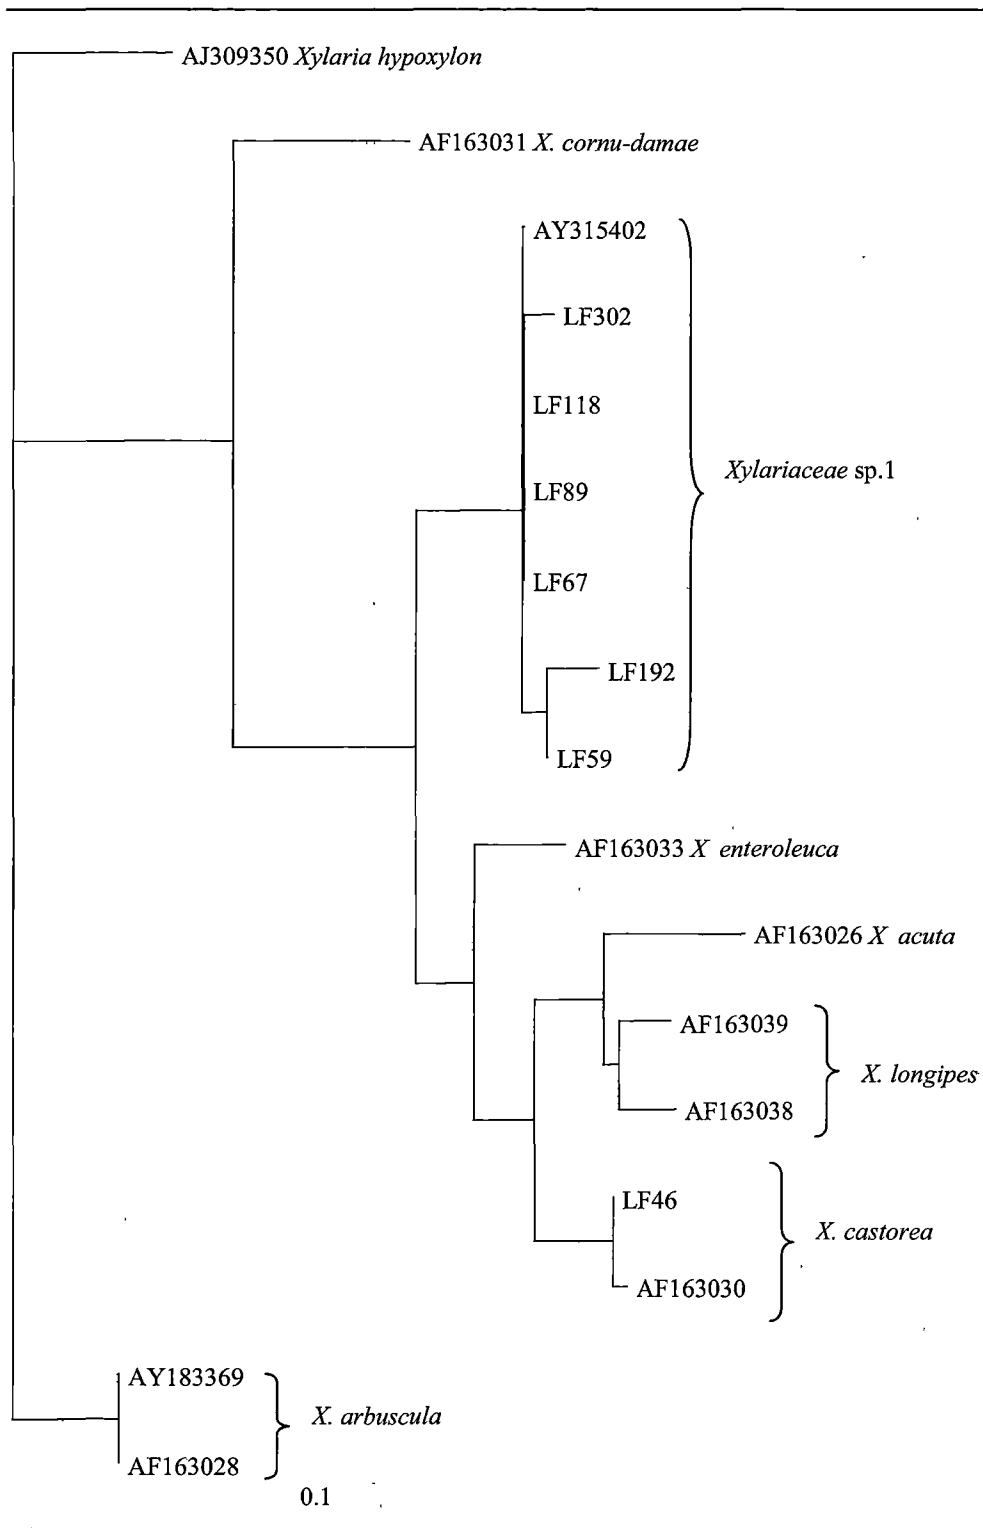 AJ309350 Xylaria hypoxylon
AF163031 X. cornu-damae
AY315402
LF302
LF118
LF89
Xylariaceae sp.1
LF67
LF192
LF59
AF163033 X enteroleuca
AF163026 X acuta
AF163039
X. longipes
AF163038
LF46
X. castorea
AF163030
AY183369
X. arbuscula
AF163028
0.1